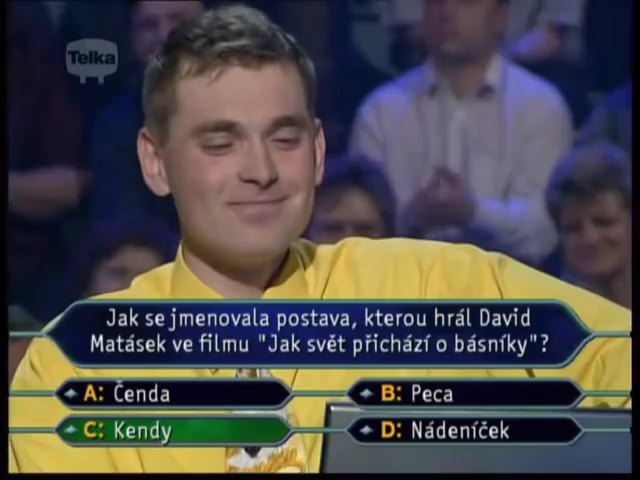 Telka
Jak se jmenovala postava, kterou hrál David
Matásek ve filmu "Jak svět přichází o básníky"?
A: Čenda
B: Peca
C: Kendy
D: Nádeníček